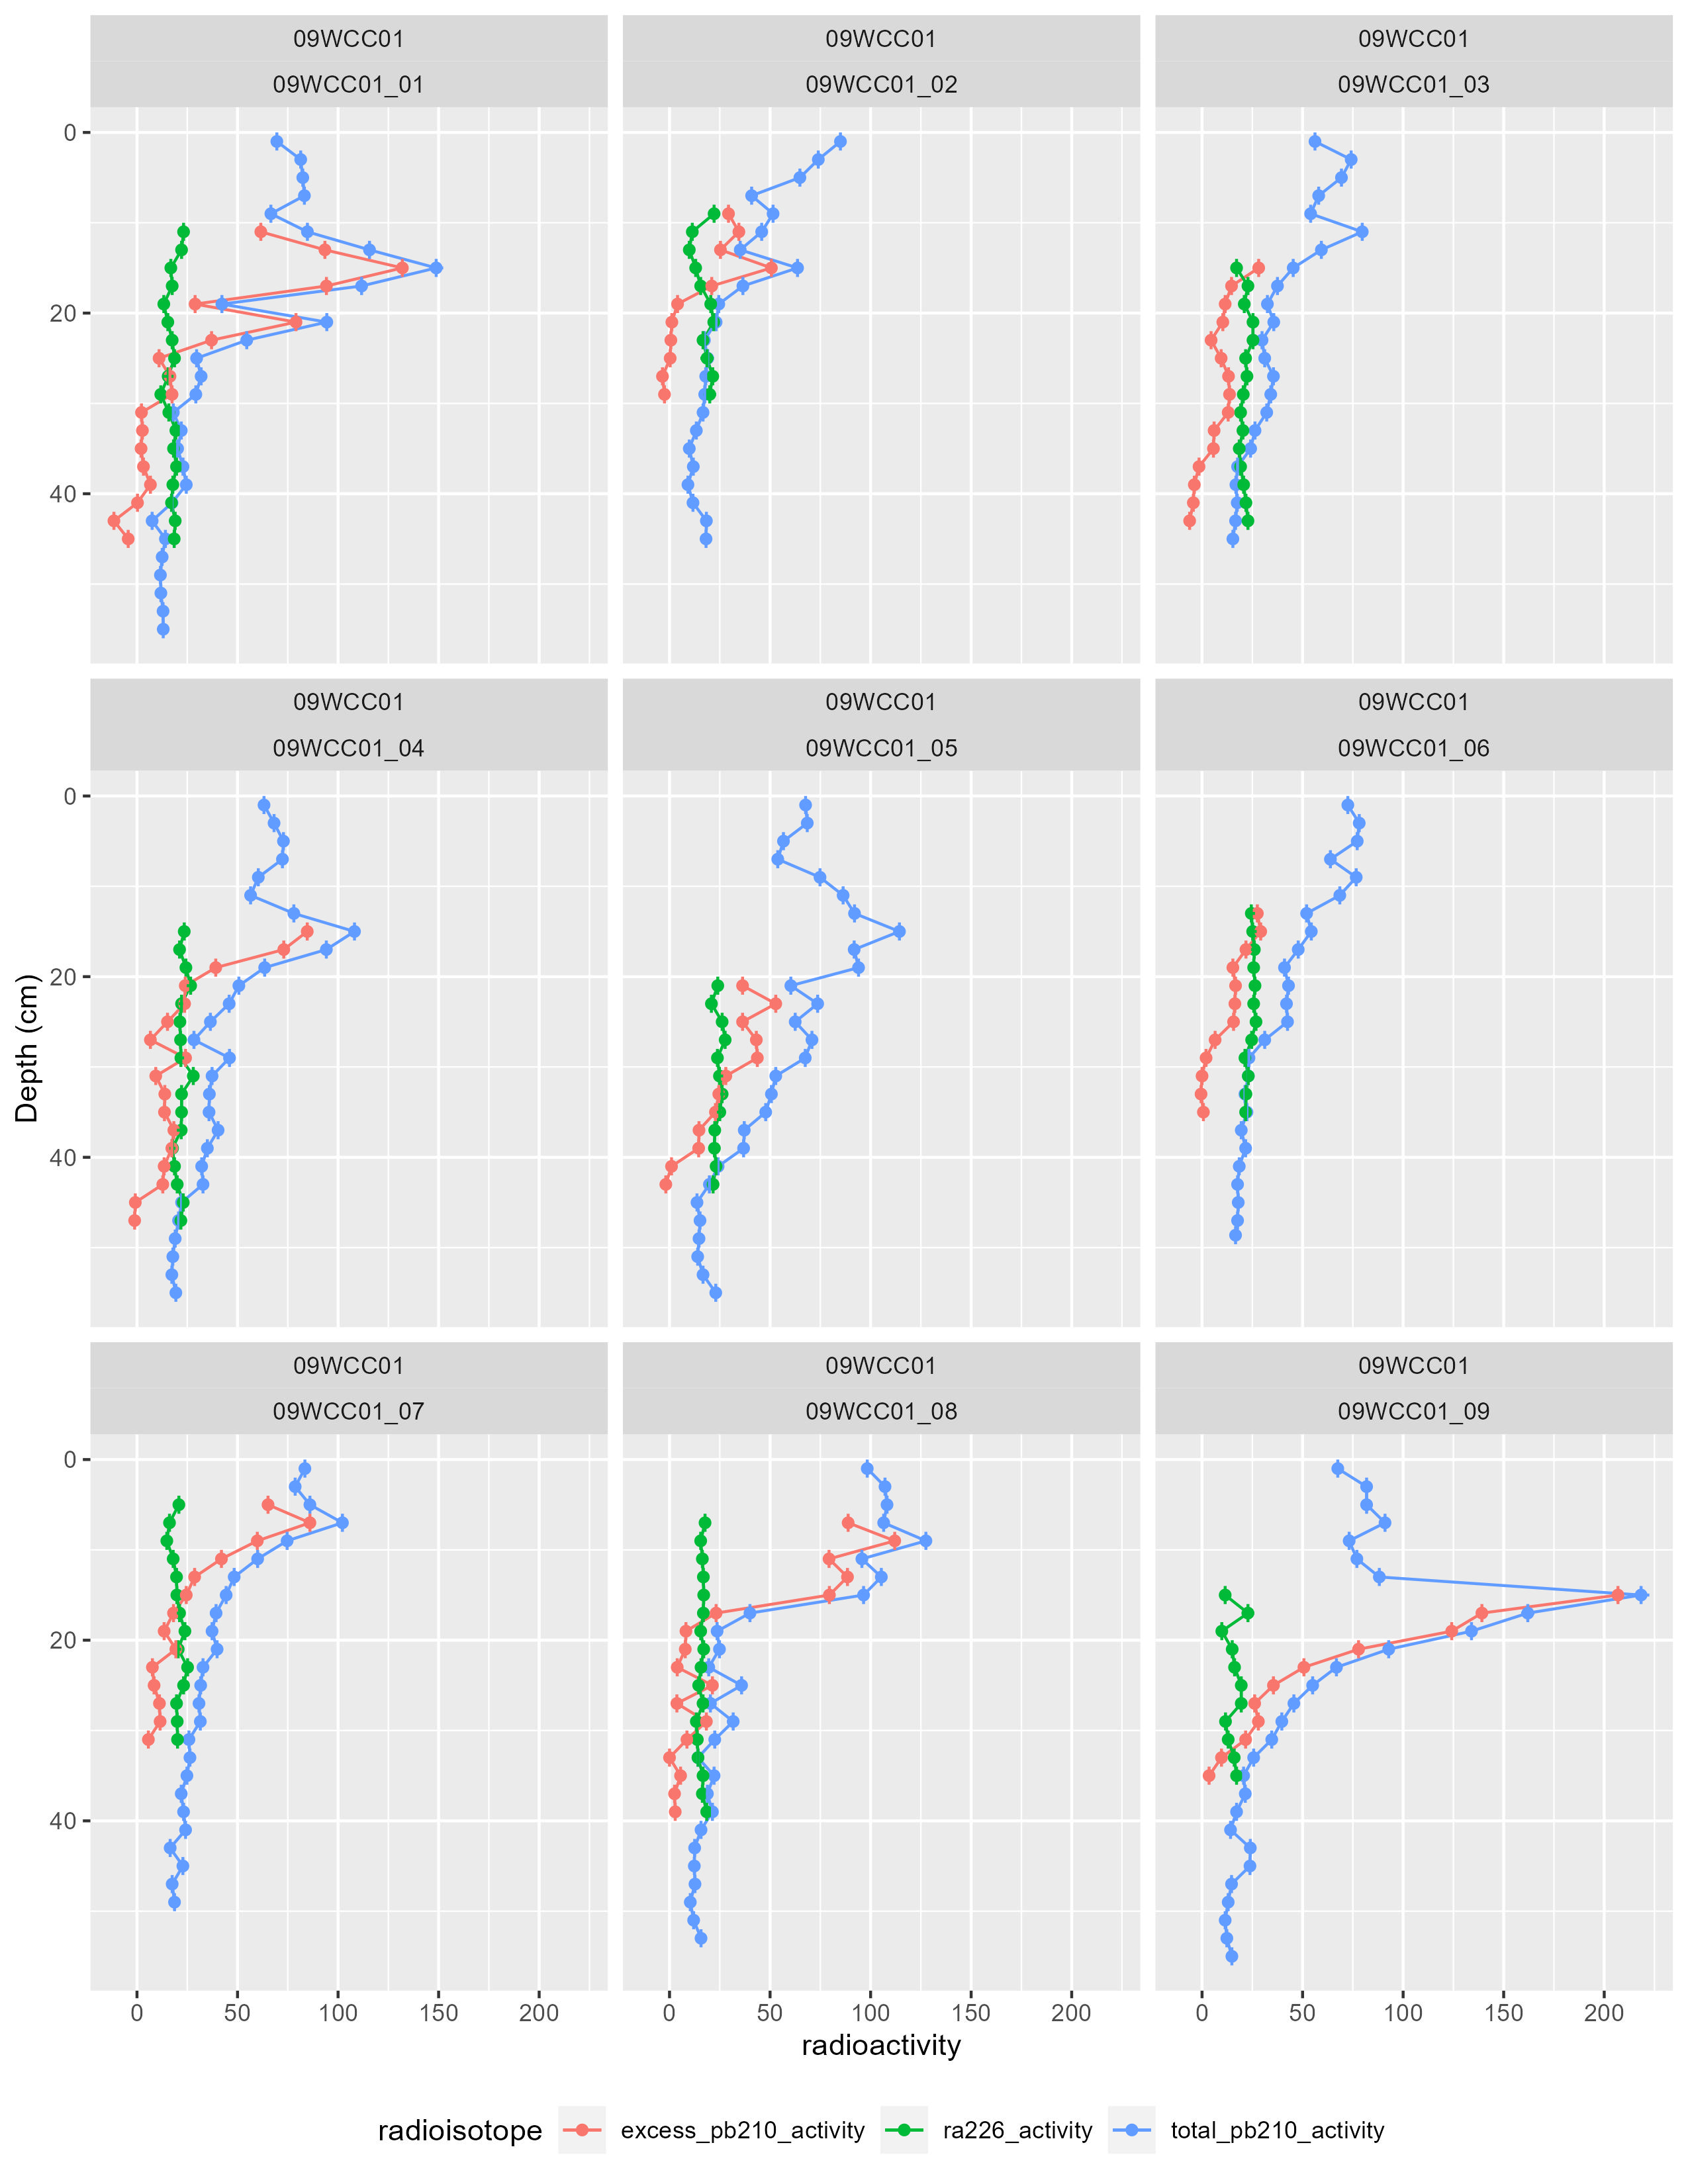 09WCC01 09WCC01 09WCC01
09WCC01_01 09WCC01_02 09WCC01_03
0
20
40
09WCC01 09WCC01 09WCC01
09WCC01_04 09WCC01_05 09WCC01_06
0
20
40
Depth (cm)
09WCC01 09WCC01 09WCC01
09WCC01_07 09WCC01_08 09WCC01_09
0
20
40
0 50 100 150 200 0 50 100 150 200 0 50 100 150 200
radioactivity
radioisotope excess_pb210_activity ra226_activity total_pb210_activity